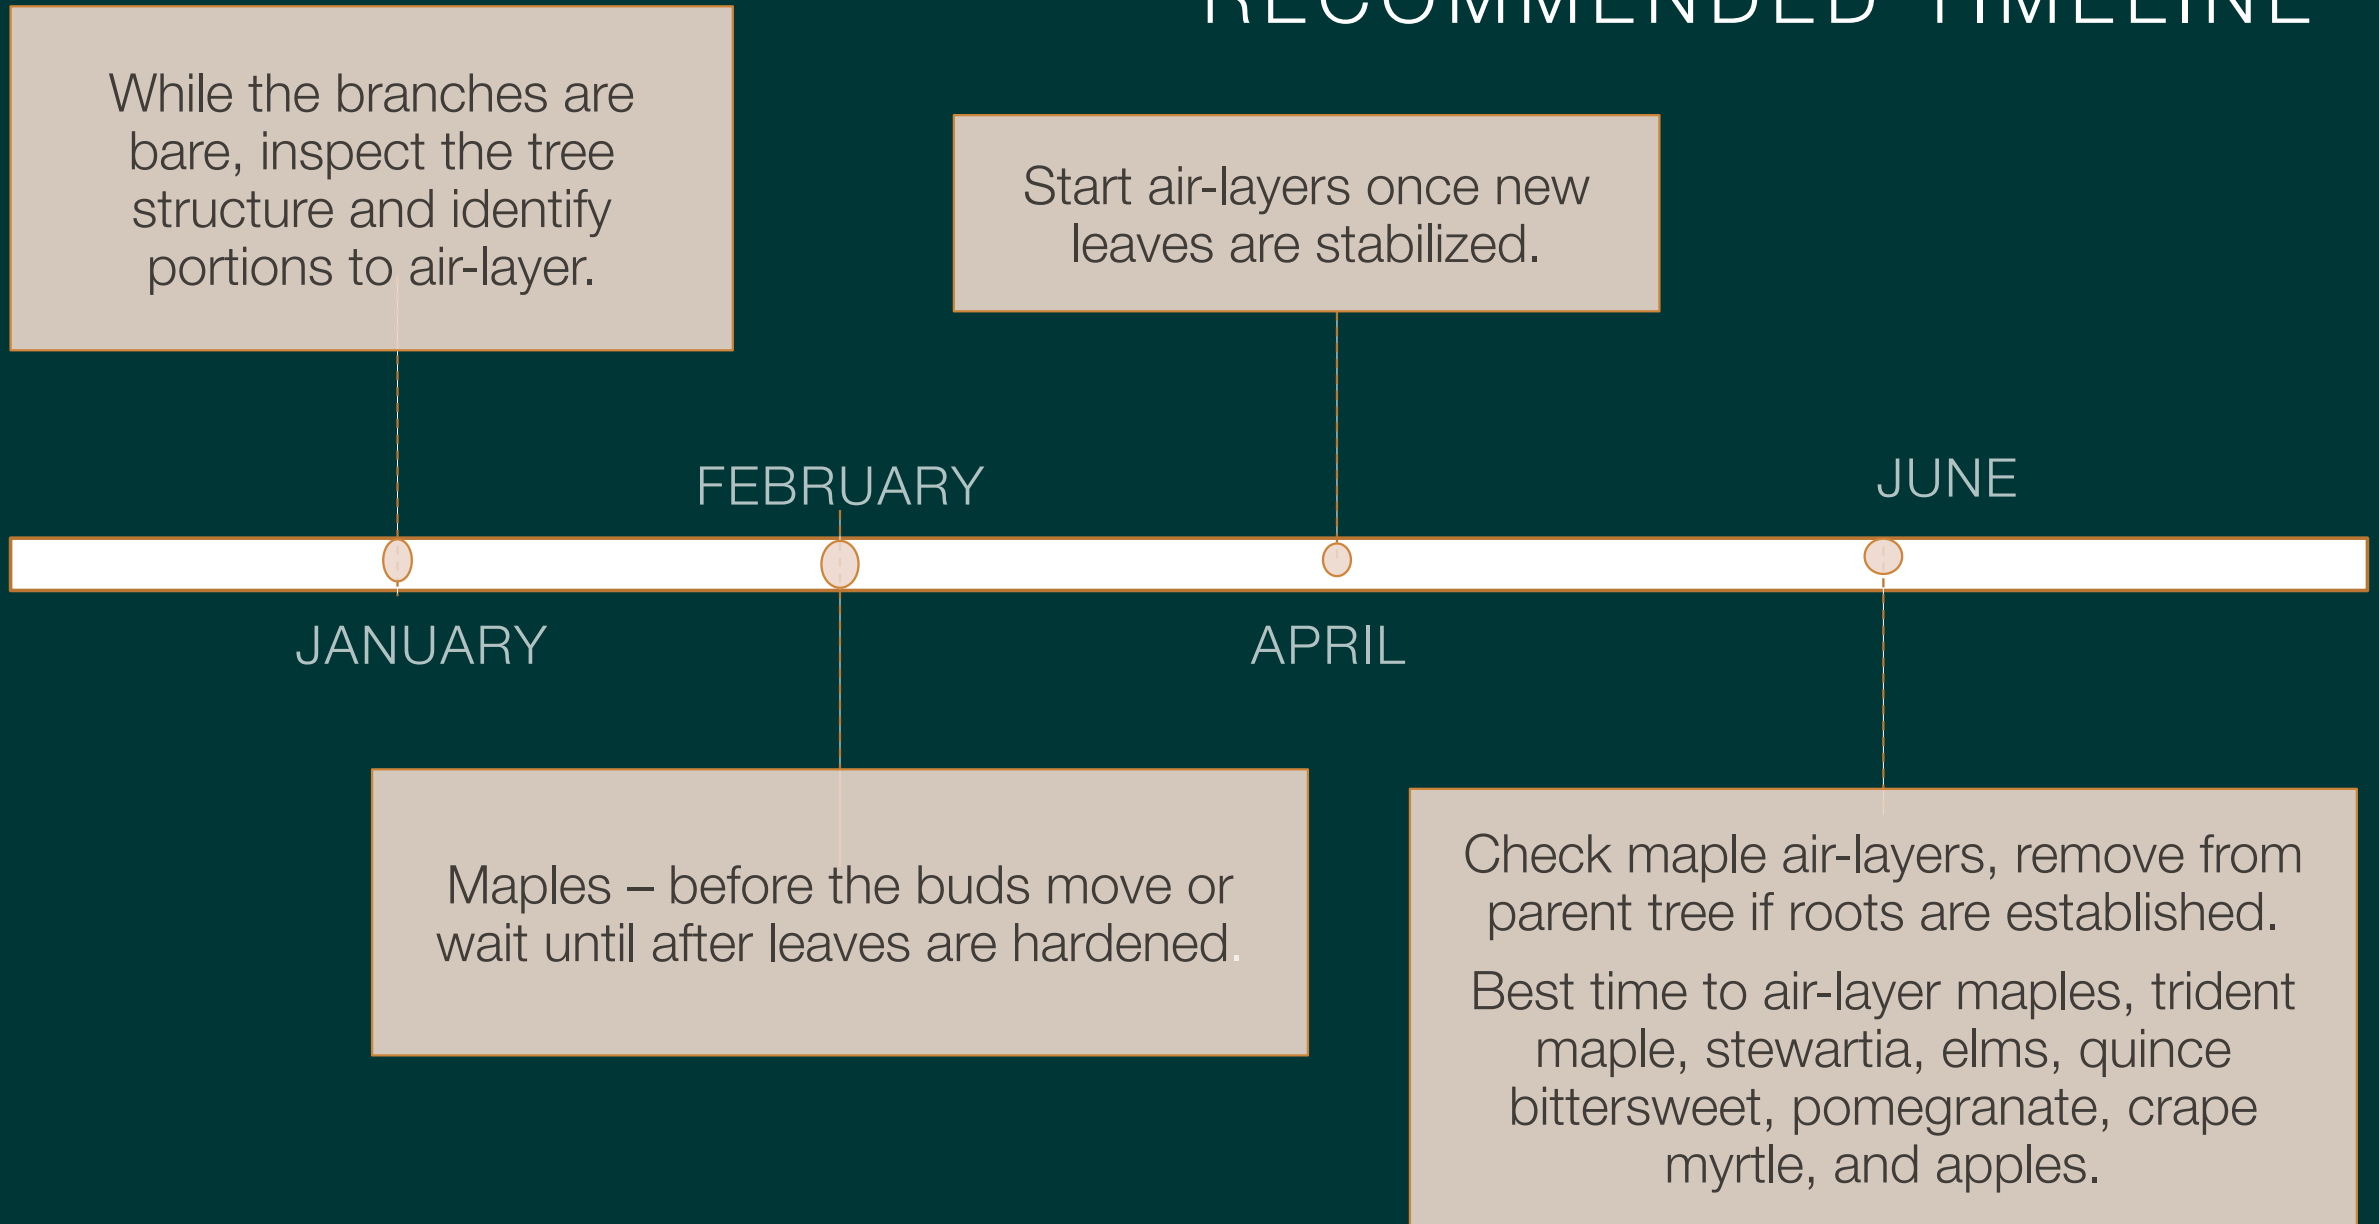 RECOMMENDED TIMELINE
While the branches are
bare, inspect the tree
structure and identify
portions to air-layer.
Start air-layers once new
leaves are stabilized.
FEBRUARY
JUNE
JANUARY
APRIL
Maples – before the buds move or
wait until after leaves are hardened.
Check maple air-layers, remove from
parent tree if roots are established.
Best time to air-layer maples, trident
maple, stewartia, elms, quince
bittersweet, pomegranate, crape
myrtle, and apples.